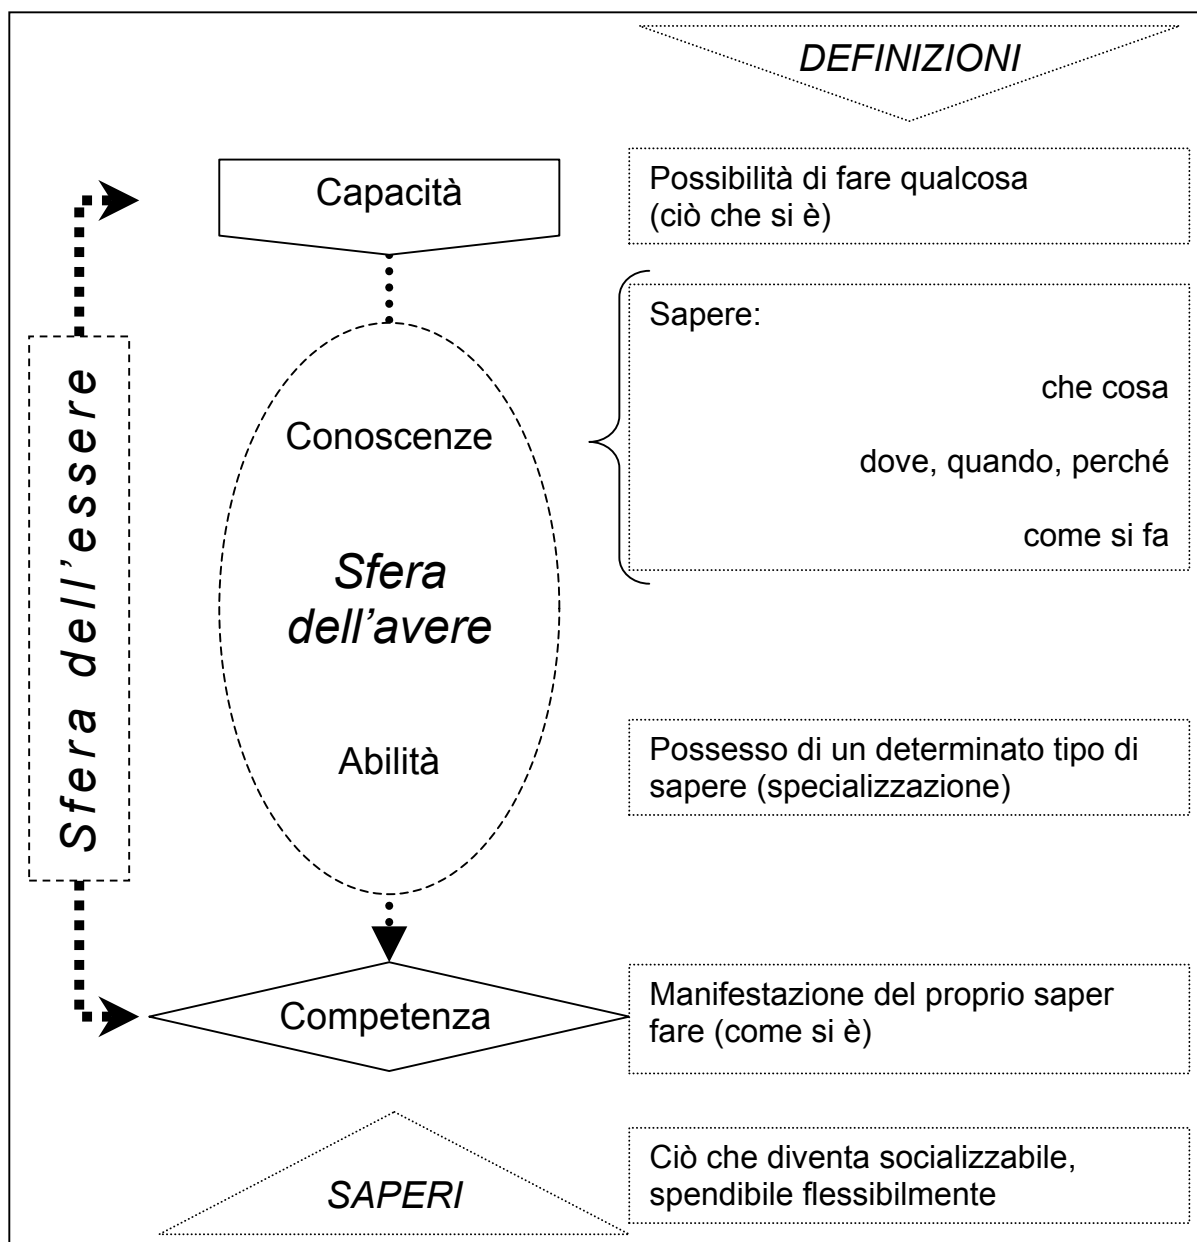 DEFINIZIONI
Capacità
Possibilità di fare qualcosa
(ciò che si è)
Sfera dell'essere
Conoscenze
Sapere:
che cosa
dove, quando, perché
come si fa
Sfera
dell'avere
Abilità
Possesso di un determinato tipo di
sapere (specializzazione)
Competenza
Manifestazione del proprio saper
fare (come si è)
SAPERI
Ciò che diventa socializzabile,
spendibile flessibilmente